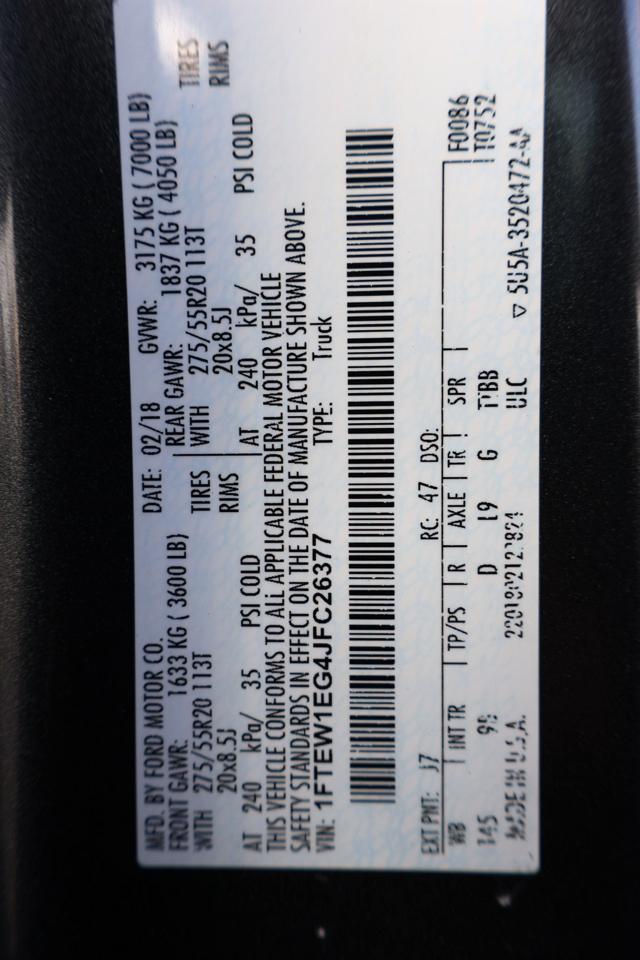 MFD. BY FORD MOTOR CO.
DATE: 02/18 GVWR: 3175 KG ( 7000 LB)
FRONT GAWR: 1633 KG ( 3600 LB)
REAR GAWR: 1837 KG ( 4050 LB)
WITH 275/55R20 113T TIRES
WITH 275/55R20 113T TIRES
20x8.5J RIMS
20x8.5J RIMS
AT 240 kPa/ 35 PSI COLD
AT 240 kPa/ 35 PSI COLD
THIS VEHICLE CONFORMS TO ALL APPLICABLE FEDERAL MOTOR VEHICLE
SAFETY STANDARDS IN EFFECT ON THE DATE OF MANUFACTURE SHOWN ABOVE.
VIN: 1FTEW1EG4JFC26377 TYPE: Truck
EXT PNT: J7 RC: 47 DSO: F0086
WB INT TR TP/PS R AXLE TR SPR T0752
145 D L9 G
MADE IN U.S.A. ULC ▽ 5U5A-3520472-AA